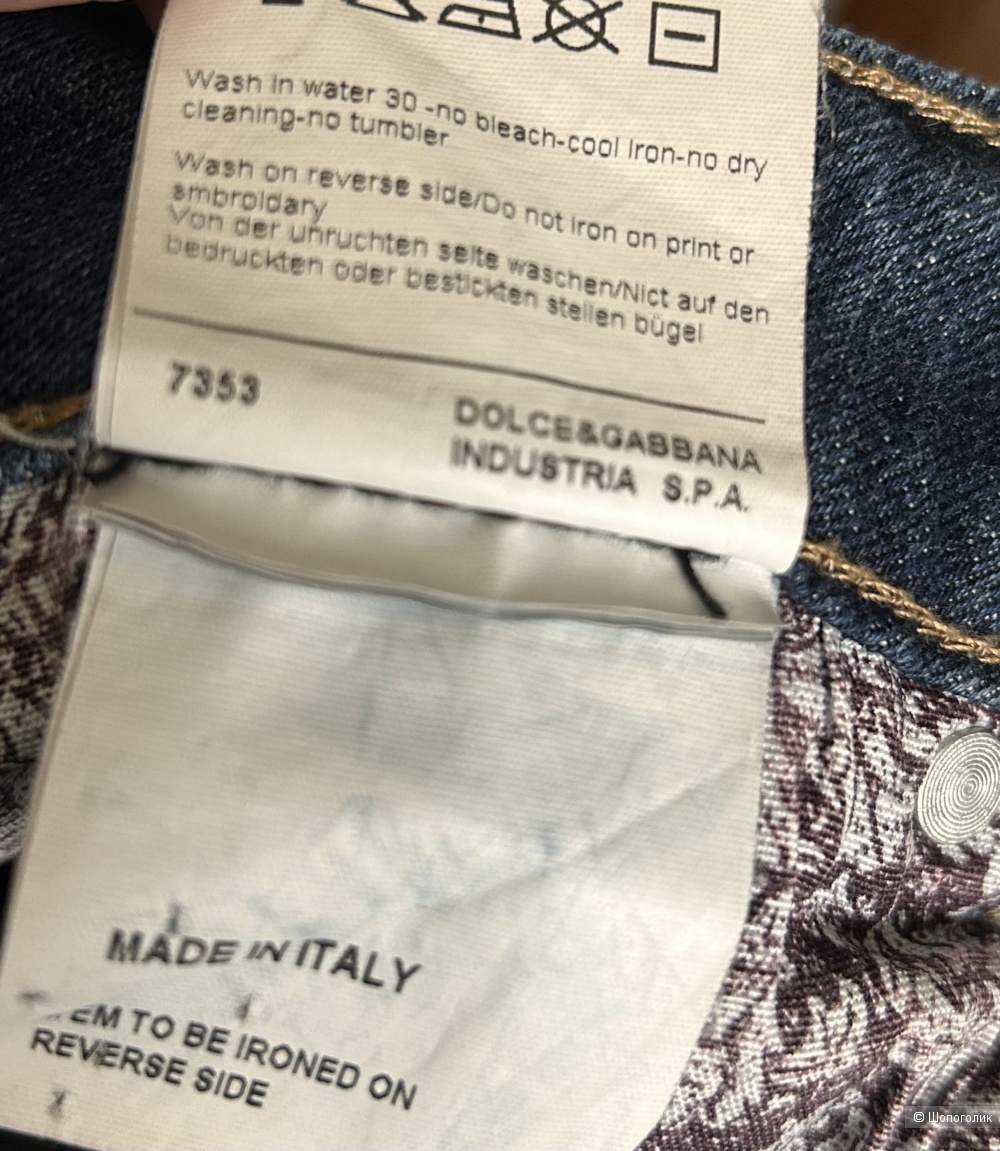 Wash in water 30 -no bleach-cool iron-no dry
cleaning-no tumbler
Wash on reverse side/Do not iron on print or
smbroidary
Von der unruchten seite waschen/Nict auf den
bedruckten oder bestickten stellen bügel
7353
DOLCE&GABBANA
INDUSTRIA S.P.A.
MADE IN ITALY
EM TO BE IRONED ON
REVERSE SIDE
© Шопоголик